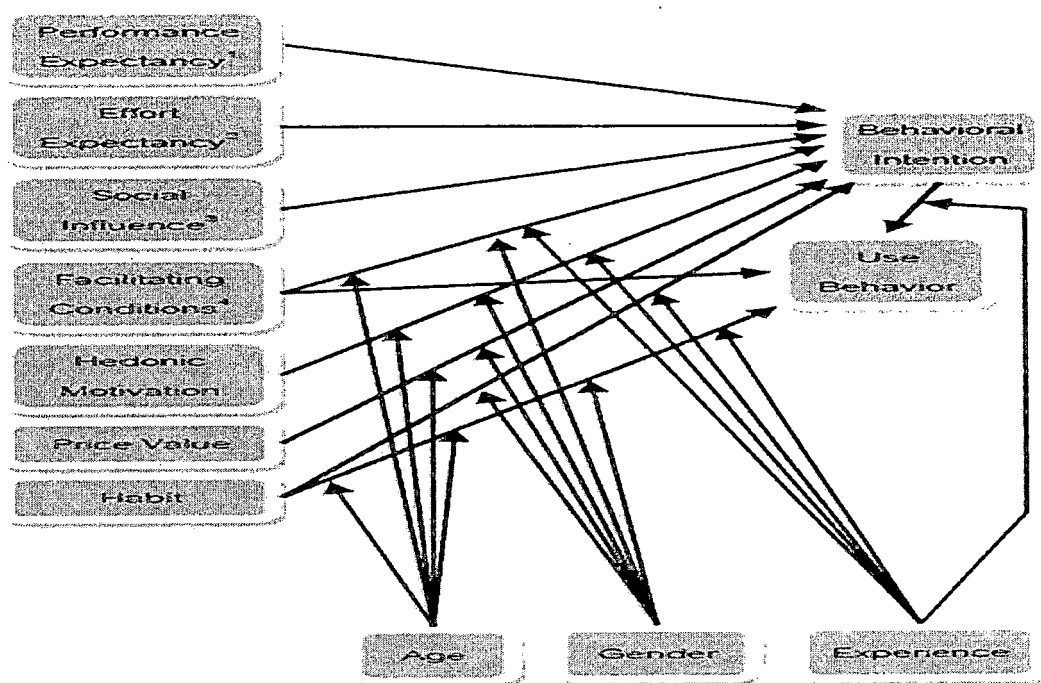 Performance
Expectancy¹
Effort
Expectancy²
Social
Influence³
Facilitating
Conditions⁴
Hedonic
Motivation
Price Value
Habit
Behavioral
Intention
Use
Behavior
Age
Gender
Experience